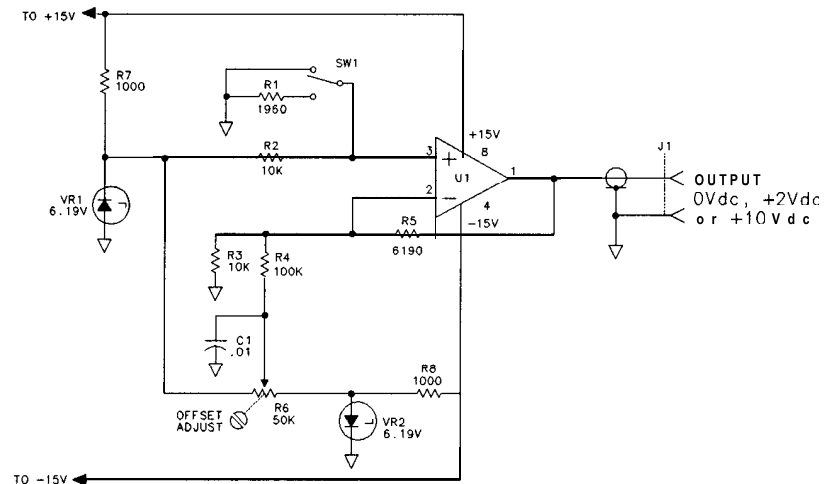 TO +15V
R7
1000
SW1
R1
1960
R2
10K
VR1
6.19V
3
+
2
−
U1
+15V
8
1
4
-15V
J1
OUTPUT
0Vdc, +2Vdc
or +10Vdc
R5
6190
R3
10K
R4
100K
C1
.01
OFFSET
ADJUST
R6
50K
R8
1000
VR2
6.19V
TO -15V